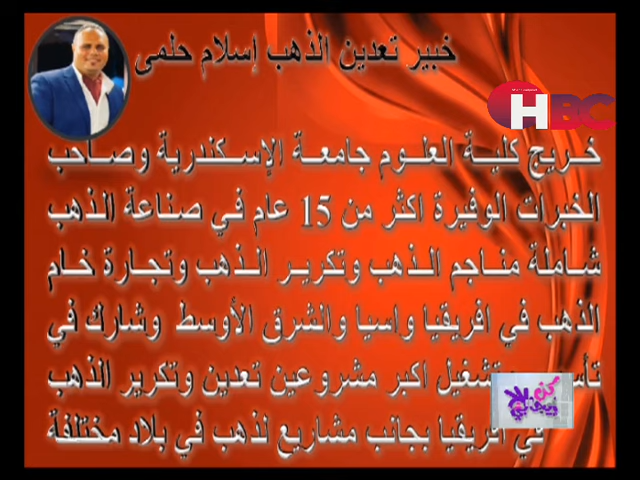 خبير تعدين الذهب إسلام حلمى
HBC
خريج كلية العلوم جامعة الإسكندرية وصاحب
الخبرات الوفيرة اكثر من 15 عام في صناعة الذهب
شاملة مناجم الذهب وتكرير الذهب وتجارة خام
الذهب في افريقيا واسيا والشرق الأوسط وشارك في
وتشغيل اكبر مشروعين تعدين وتكرير الذهب
في افريقيا بجانب مشاريع لذهب في بلاد مختلفة